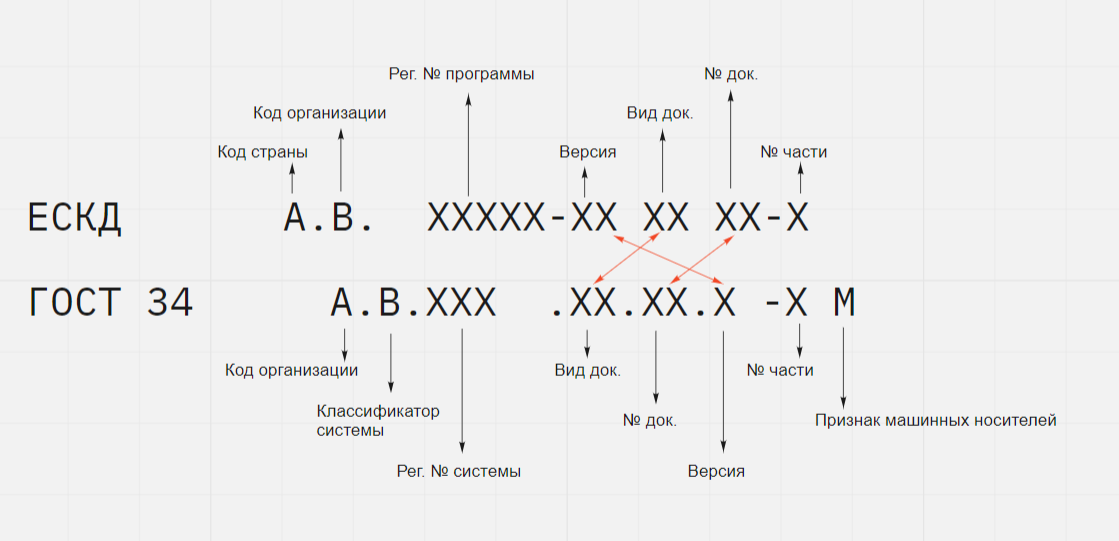 Рег. № программы
№ док.
Код организации
Вид док.
Код страны
Версия
№ части
ЕСКД A.B. XXXXX-XX XX XX-X
ГОСТ 34 A.B.XXX .XX.XX.X -X M
Код организации
Вид док.
№ части
Классификатор
системы
№ док.
Признак машинных носителей
Рег. № системы
Версия